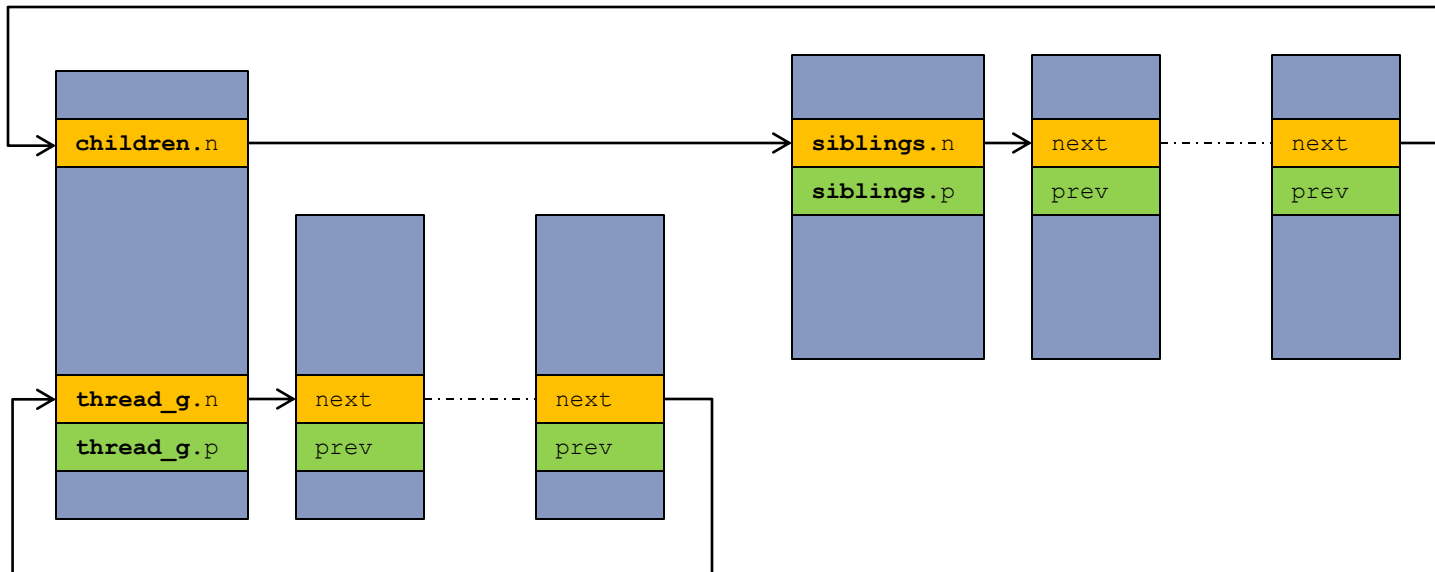 children.n
siblings.n
next
next
siblings.p
prev
prev
thread_g.n
next
next
thread_g.p
prev
prev